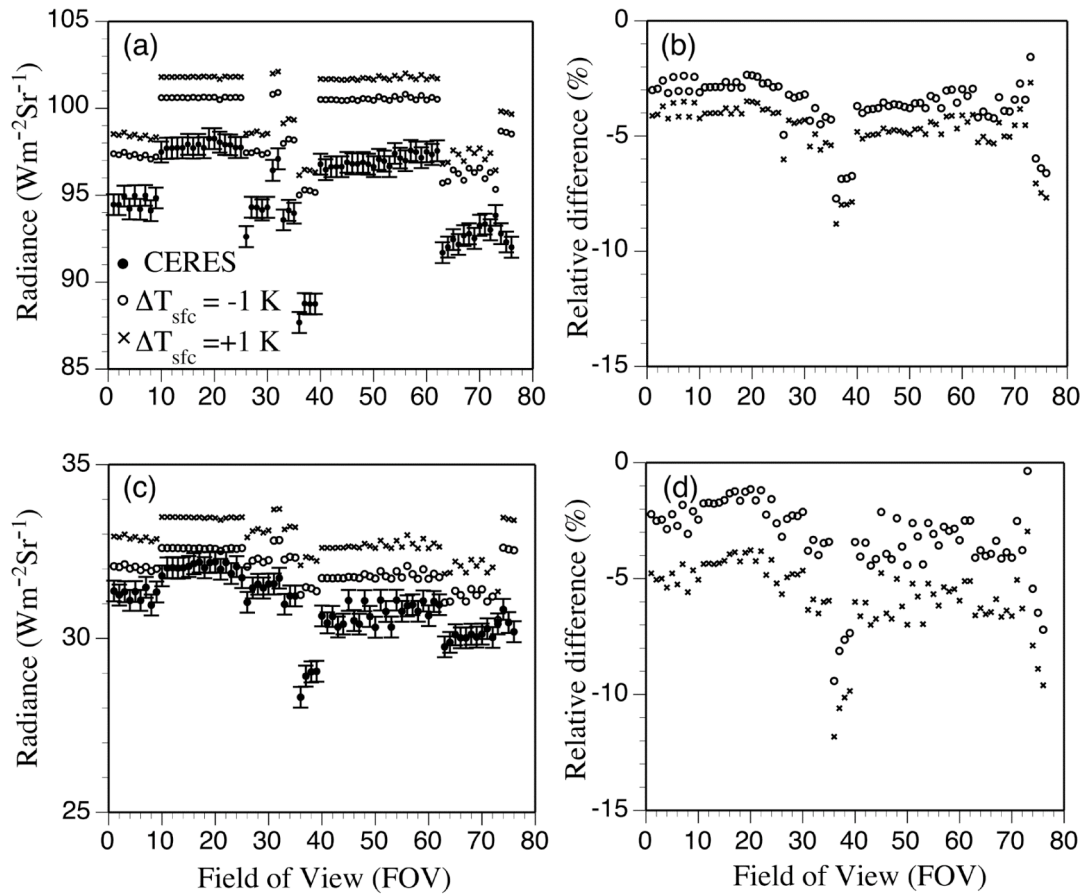 (a)
105
100
95
90
85
Radiance (Wm⁻²Sr⁻¹)
CERES
ΔTsfc = -1 K
ΔTsfc = +1 K
0 10 20 30 40 50 60 70 80
(b)
0
-5
-10
-15
Relative difference (%)
0 10 20 30 40 50 60 70 80
(c)
35
30
25
Radiance (Wm⁻²Sr⁻¹)
0 10 20 30 40 50 60 70 80
Field of View (FOV)
(d)
0
-5
-10
-15
Relative difference (%)
0 10 20 30 40 50 60 70 80
Field of View (FOV)